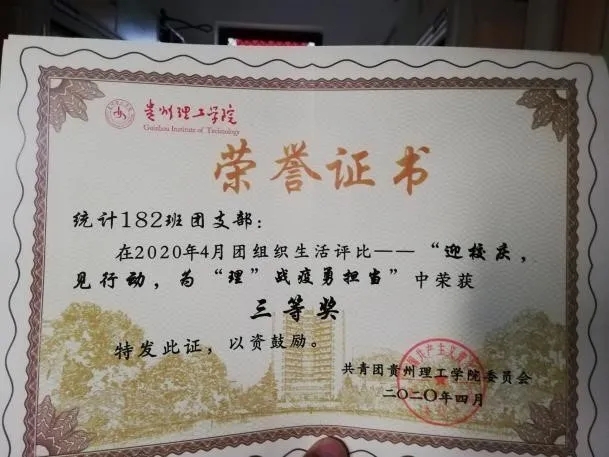 贵州理工学院
Guizhou Institute of Technology
荣誉证书
统计182班团支部：
在2020年4月团组织生活评比——“迎校庆，
见行动，为“理”战疫勇担当”中荣获
三等奖
特发此证，以资鼓励。
共青团贵州理工学院委员会
二〇二〇年四月